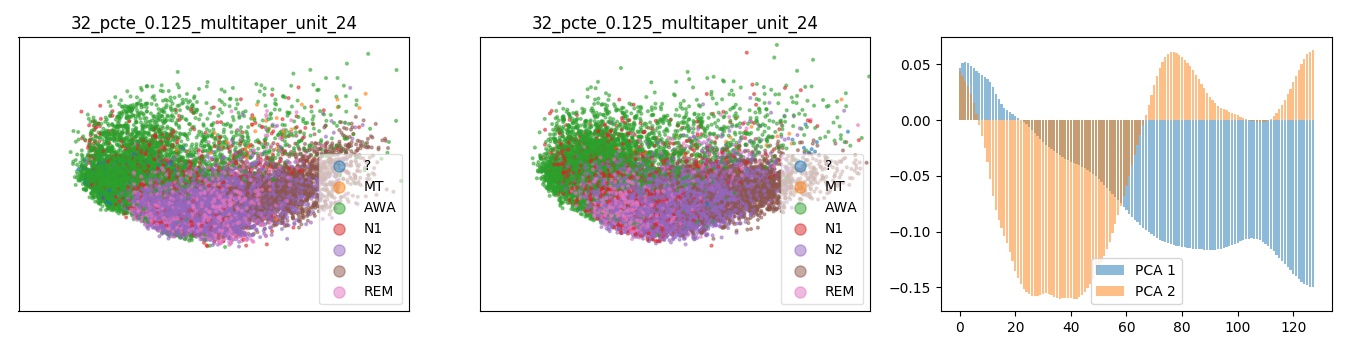 32_pcte_0.125_multitaper_unit_24
?
MT
AWA
N1
N2
N3
REM
32_pcte_0.125_multitaper_unit_24
?
MT
AWA
N1
N2
N3
REM
0.05
0.00
−0.05
−0.10
−0.15
PCA 1
PCA 2
0
20
40
60
80
100
120